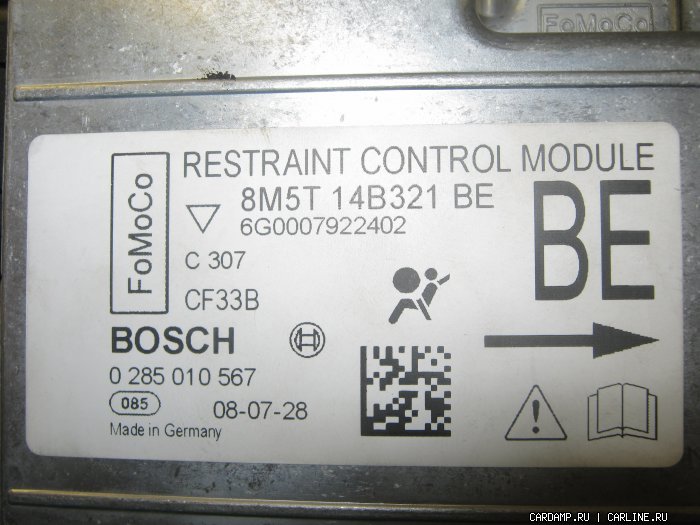 FoMoCo
FoMoCo
RESTRAINT CONTROL MODULE
8M5T 14B321 BE
6G0007922402
BE
C 307
CF33B
BOSCH
0 285 010 567
085
08-07-28
Made in Germany
CARDAMP.RU | CARLINE.RU